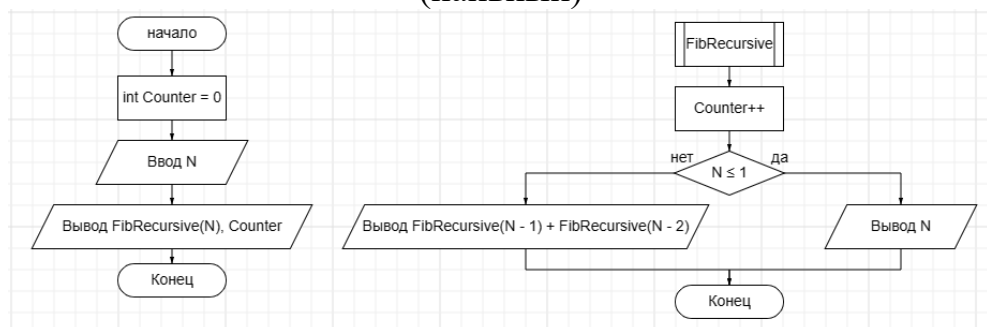 начало
int Counter = 0
Ввод N
Вывод FibRecursive(N), Counter
Конец
FibRecursive
Counter++
нет
да
N ≤ 1
Вывод FibRecursive(N - 1) + FibRecursive(N - 2)
Вывод N
Конец